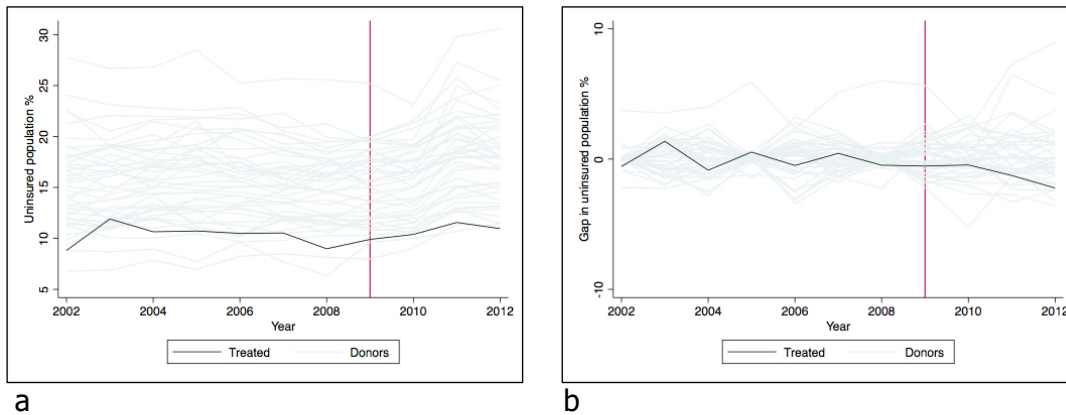 Uninsured population %
30
25
20
15
10
5
2002 2004 2006 2008 2010 2012
Year
Treated Donors
a
Gap in uninsured population %
10
0
-10
2002 2004 2006 2008 2010 2012
Year
Treated Donors
b